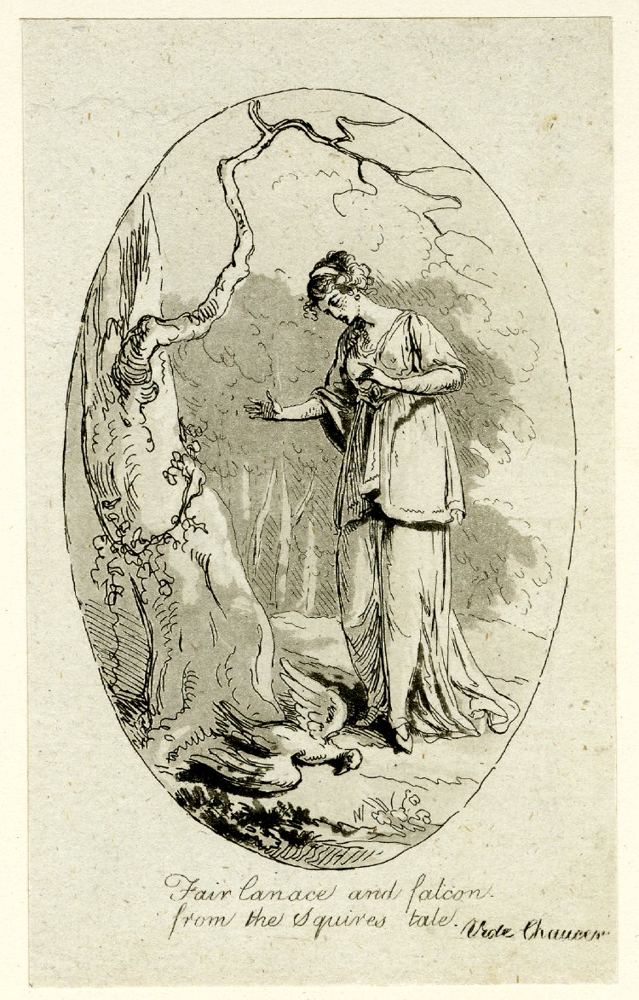 Fair Canace and falcon.
from the Squires tale.
Vide Chaucer